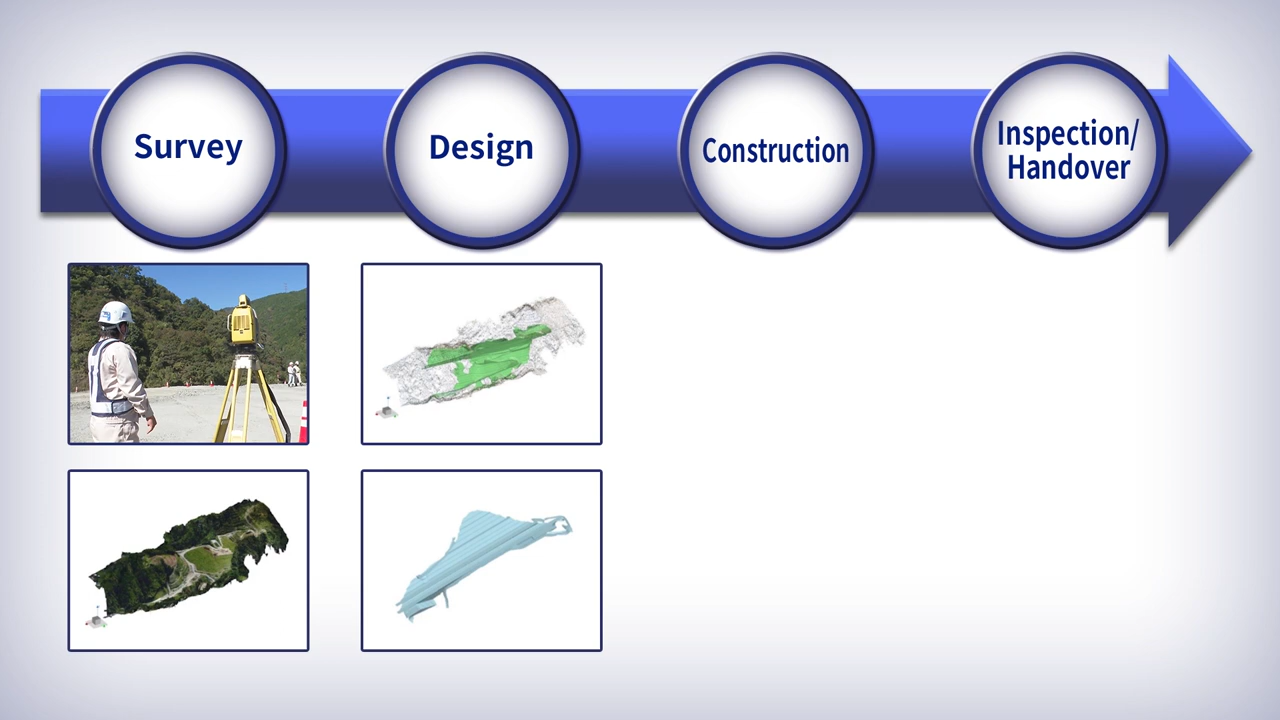 Survey
Design
Construction
Inspection/
Handover